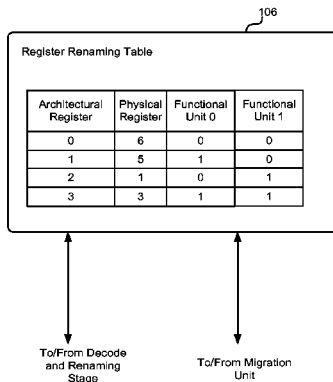 106
Register Renaming Table
Architectural Register Physical Register Functional Unit 0 Functional Unit 1
0 6 0 0
1 5 1 0
2 1 0 1
3 3 1 1
To/From Decode and Renaming Stage
To/From Migration Unit